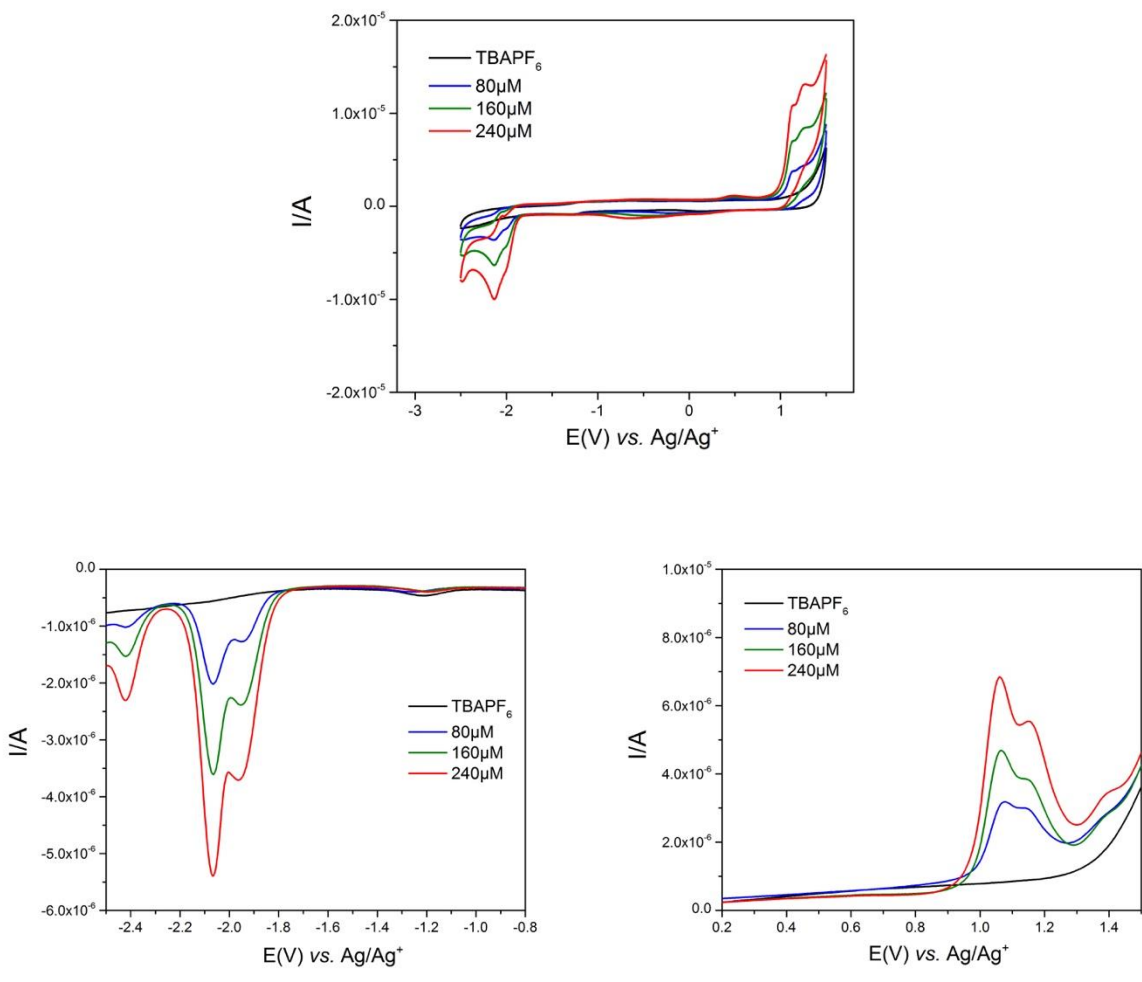 2.0x10⁻⁵
1.0x10⁻⁵
0.0
-1.0x10⁻⁵
-2.0x10⁻⁵
I/A
TBAPF₆
80µM
160µM
240µM
-3 -2 -1 0 1
E(V) vs. Ag/Ag⁺
0.0
-1.0x10⁻⁶
-2.0x10⁻⁶
-3.0x10⁻⁶
-4.0x10⁻⁶
-5.0x10⁻⁶
-6.0x10⁻⁶
I/A
TBAPF₆
80µM
160µM
240µM
-2.4 -2.2 -2.0 -1.8 -1.6 -1.4 -1.2 -1.0 -0.8
E(V) vs. Ag/Ag⁺
1.0x10⁻⁵
8.0x10⁻⁶
6.0x10⁻⁶
4.0x10⁻⁶
2.0x10⁻⁶
0.0
I/A
TBAPF₆
80µM
160µM
240µM
0.2 0.4 0.6 0.8 1.0 1.2 1.4
E(V) vs. Ag/Ag⁺